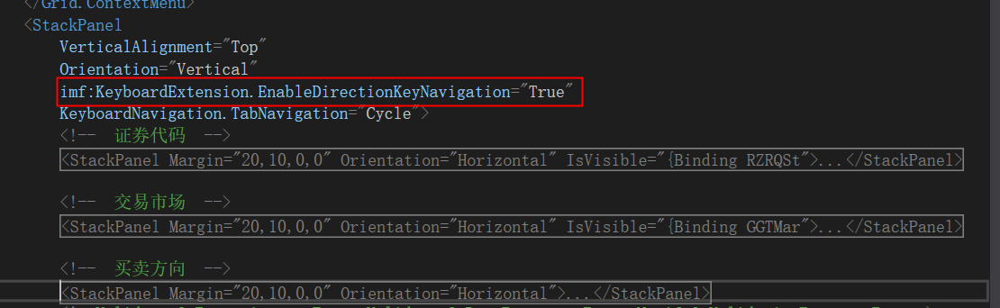 </Grid.ContextMenu>
<StackPanel
VerticalAlignment="Top"
Orientation="Vertical"
imf:KeyboardExtension.EnableDirectionKeyNavigation="True"
KeyboardNavigation.TabNavigation="Cycle">
<!-- 证券代码 -->
<StackPanel Margin="20,10,0,0" Orientation="Horizontal" IsVisible="{Binding RZRQSt">...</StackPanel>
<!-- 交易市场 -->
<StackPanel Margin="20,10,0,0" Orientation="Horizontal" IsVisible="{Binding GGTMar">...</StackPanel>
<!-- 买卖方向 -->
<StackPanel Margin="20,10,0,0" Orientation="Horizontal">...</StackPanel>